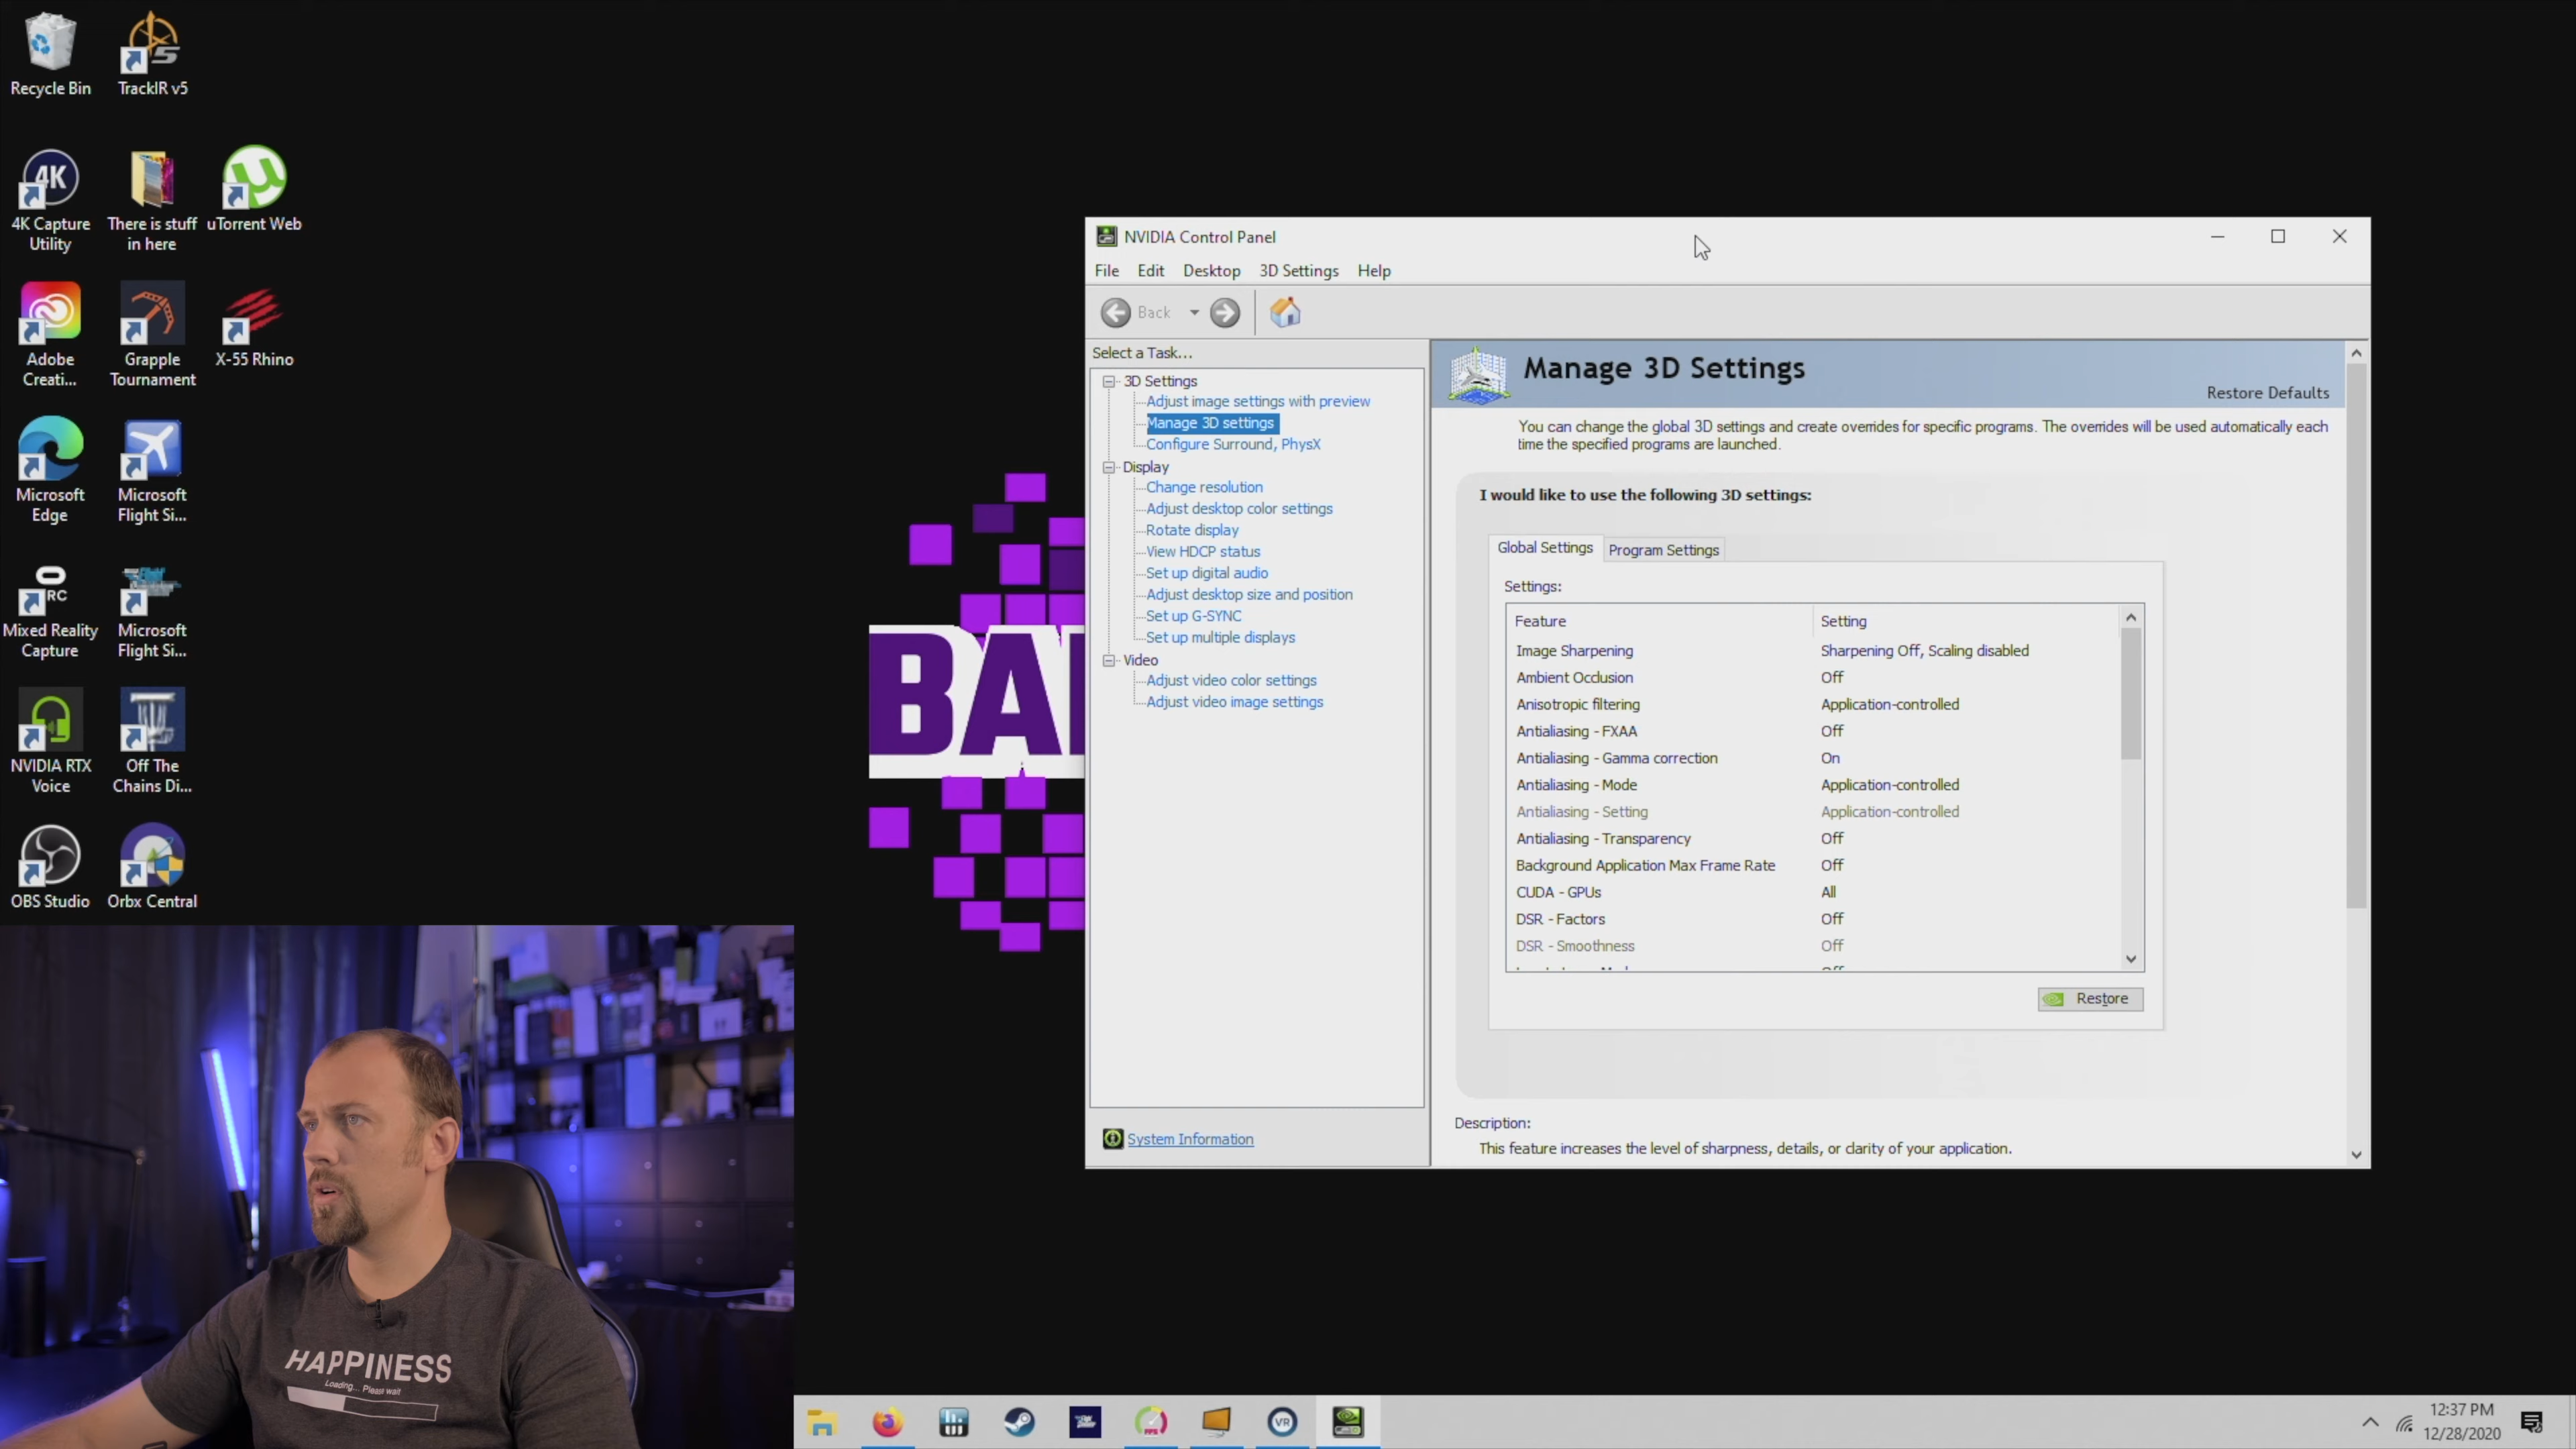 Recycle Bin
TrackIR v5
4K Capture
Utility
There is stuff
in here
uTorrent Web
Adobe
Creati...
Grapple
Tournament
X-55 Rhino
Microsoft
Edge
Microsoft
Flight Si...
Mixed Reality
Capture
Microsoft
Flight Si...
NVIDIA RTX
Voice
Off The
Chains Di...
OBS Studio
Orbx Central
4K
5
RC
BA
NVIDIA Control Panel
File Edit Desktop 3D Settings Help
Back
Select a Task...
3D Settings
Adjust image settings with preview
Manage 3D settings
Configure Surround, PhysX
Display
Change resolution
Adjust desktop color settings
Rotate display
View HDCP status
Set up digital audio
Adjust desktop size and position
Set up G-SYNC
Set up multiple displays
Video
Adjust video color settings
Adjust video image settings
System Information
Manage 3D Settings
Restore Defaults
You can change the global 3D settings and create overrides for specific programs. The overrides will be used automatically each
time the specified programs are launched.
I would like to use the following 3D settings:
Global Settings Program Settings
Settings:
Feature Setting
Image Sharpening Sharpening Off, Scaling disabled
Ambient Occlusion Off
Anisotropic filtering Application-controlled
Antialiasing - FXAA Off
Antialiasing - Gamma correction On
Antialiasing - Mode Application-controlled
Antialiasing - Setting Application-controlled
Antialiasing - Transparency Off
Background Application Max Frame Rate Off
CUDA - GPUs All
DSR - Factors Off
DSR - Smoothness Off
Restore
Description:
This feature increases the level of sharpness, details, or clarity of your application.
HAPPINESS
Loading... Please wait
FPS
VR
12:37 PM
12/28/2020